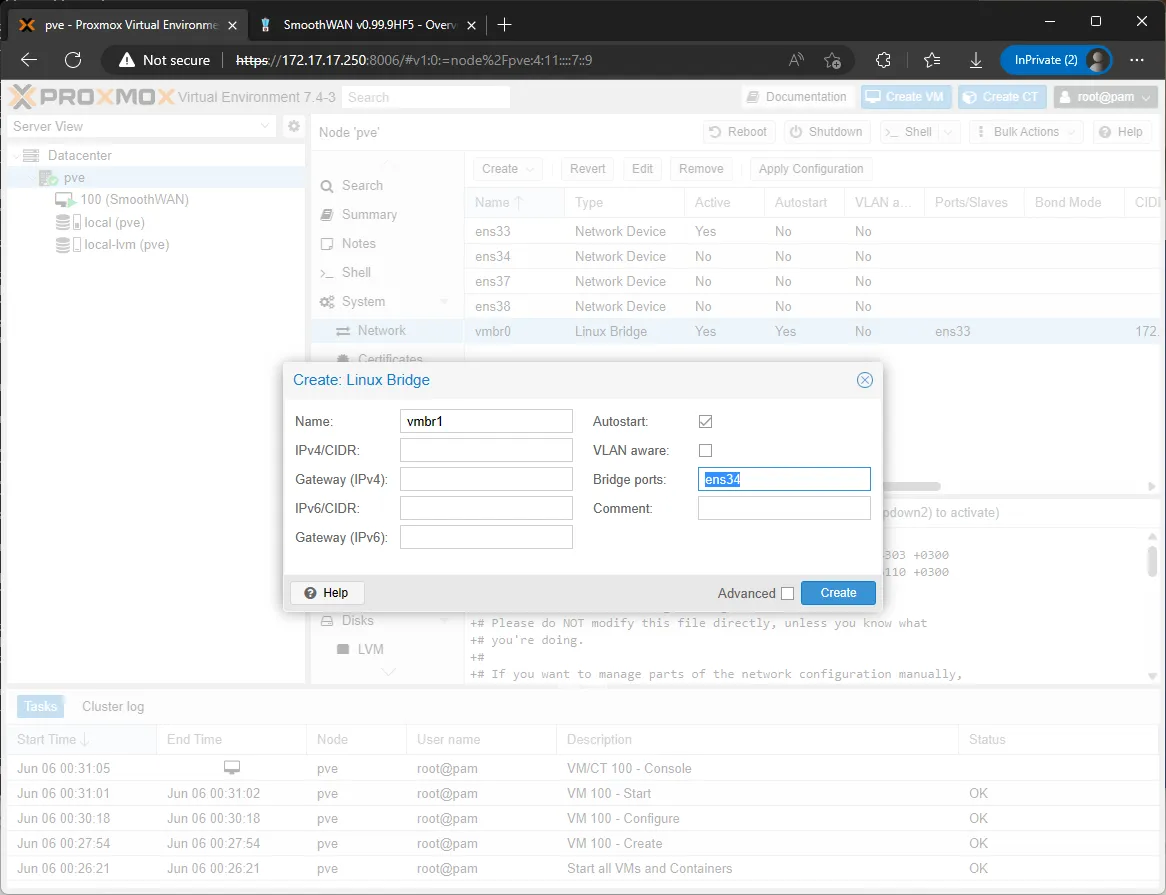 pve - Proxmox Virtual Environme
SmoothWAN v0.99.9HF5 - Overv
Not secure
https://172.17.17.250:8006/#v1:0:=node%2Fpve:4:11::::7::9
InPrivate (2)
PROXMOX Virtual Environment 7.4-3 Search Documentation Create VM Create CT root@pam
Server View
Node 'pve' Reboot Shutdown Shell Bulk Actions Help
Datacenter
pve
100 (SmoothWAN)
local (pve)
local-lvm (pve)
Search
Summary
Notes
Shell
System
Network
Certificates
Disks
LVM
Create Revert Edit Remove Apply Configuration
Name Type Active Autostart VLAN a... Ports/Slaves Bond Mode CID
ens33 Network Device Yes No No
ens34 Network Device No No No
ens37 Network Device No No No
ens38 Network Device No No No
vmbr0 Linux Bridge Yes Yes No ens33 172.
Create: Linux Bridge
Name: vmbr1 Autostart:
IPv4/CIDR: VLAN aware:
Gateway (IPv4): Bridge ports: ens34
IPv6/CIDR: Comment:
Gateway (IPv6):
Help Advanced Create
pdown2) to activate)
303 +0300
110 +0300
+# Please do NOT modify this file directly, unless you know what
+# you're doing.
+#
+# If you want to manage parts of the network configuration manually,
Tasks Cluster log
Start Time End Time Node User name Description Status
Jun 06 00:31:05 pve root@pam VM/CT 100 - Console
Jun 06 00:31:01 Jun 06 00:31:02 pve root@pam VM 100 - Start OK
Jun 06 00:30:18 Jun 06 00:30:18 pve root@pam VM 100 - Configure OK
Jun 06 00:27:54 Jun 06 00:27:54 pve root@pam VM 100 - Create OK
Jun 06 00:26:21 Jun 06 00:26:21 pve root@pam Start all VMs and Containers OK